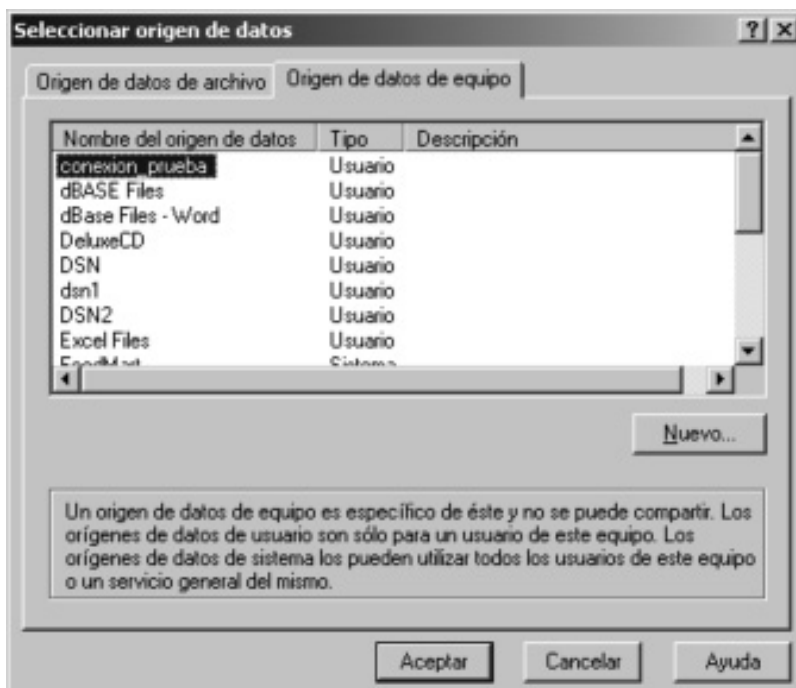 Seleccionar origen de datos
Origen de datos de archivo Origen de datos de equipo
Nombre del origen de datos Tipo Descripción
conexion_prueba Usuario
dBASE Files Usuario
dBase Files - Word Usuario
DeluxeCD Usuario
DSN Usuario
dsn1 Usuario
DSN2 Usuario
Excel Files Usuario
FoodMart Sistema
Nuevo...
Un origen de datos de equipo es específico de éste y no se puede compartir. Los
orígenes de datos de usuario son sólo para un usuario de este equipo. Los
orígenes de datos de sistema los pueden utilizar todos los usuarios de este equipo
o un servicio general del mismo.
Aceptar Cancelar Ayuda